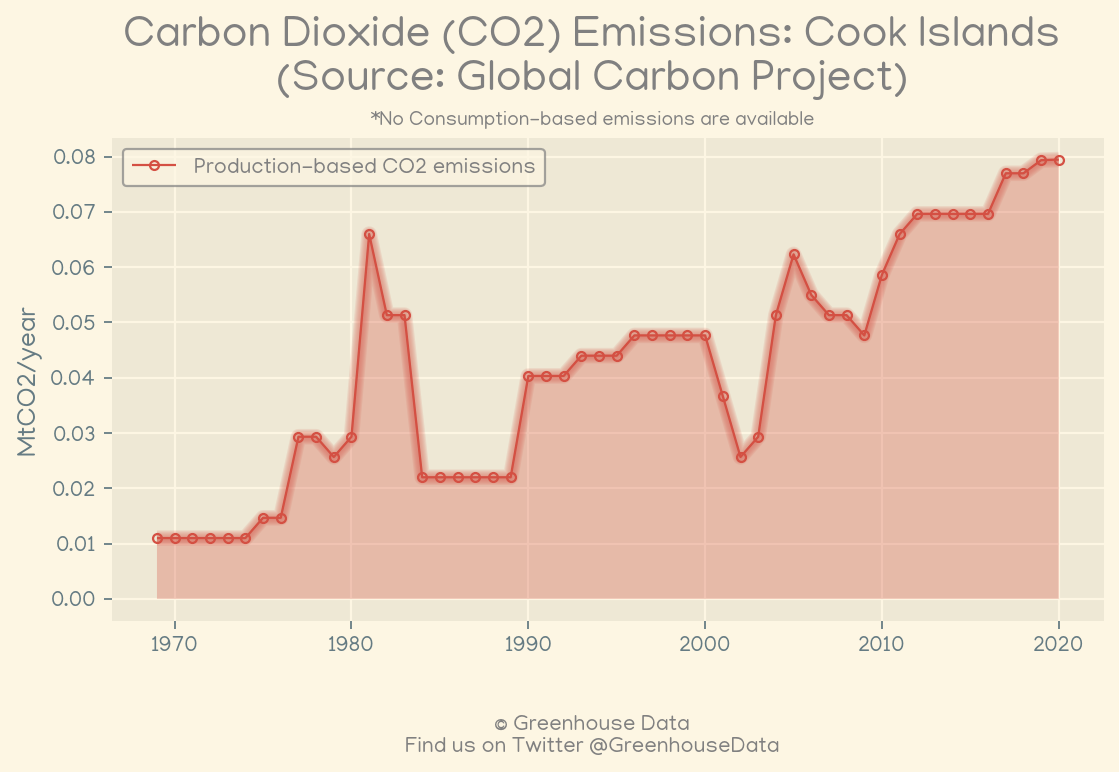 Carbon Dioxide (CO2) Emissions: Cook Islands
(Source: Global Carbon Project)
*No Consumption-based emissions are available
Production-based CO2 emissions
MtCO2/year
0.08
0.07
0.06
0.05
0.04
0.03
0.02
0.01
0.00
1970 1980 1990 2000 2010 2020
© Greenhouse Data
Find us on Twitter @GreenhouseData